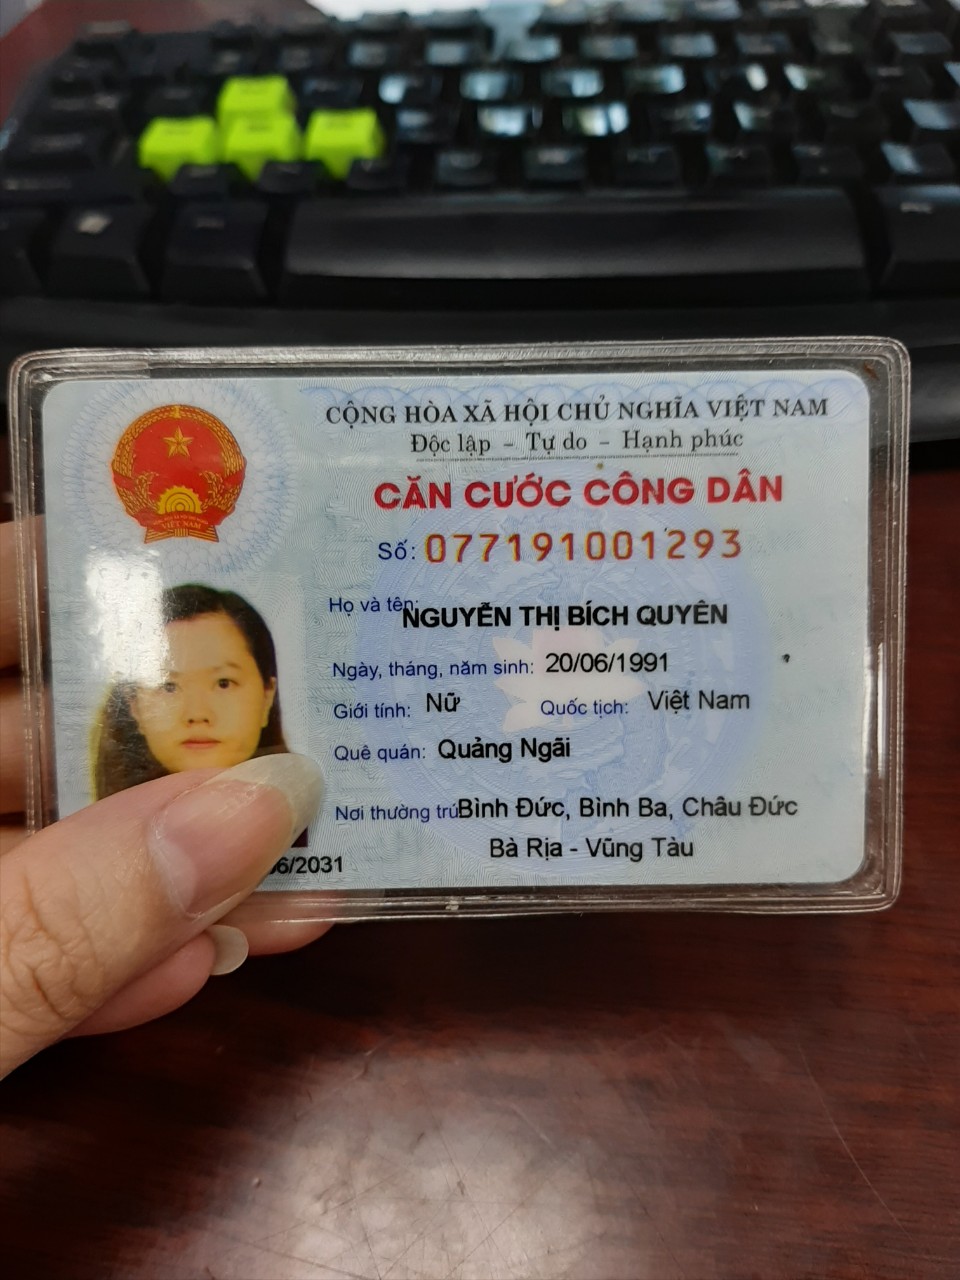 CỘNG HÒA XÃ HỘI CHỦ NGHĨA VIỆT NAM
Độc lập – Tự do – Hạnh phúc
CĂN CƯỚC CÔNG DÂN
Số: 077191001293
Họ và tên: NGUYỄN THỊ BÍCH QUYÊN
Ngày, tháng, năm sinh: 20/06/1991
Giới tính: Nữ Quốc tịch: Việt Nam
Quê quán: Quảng Ngãi
Nơi thường trú: Bình Đức, Bình Ba, Châu Đức
Bà Rịa - Vũng Tàu
6/2031
VIỆT NAM